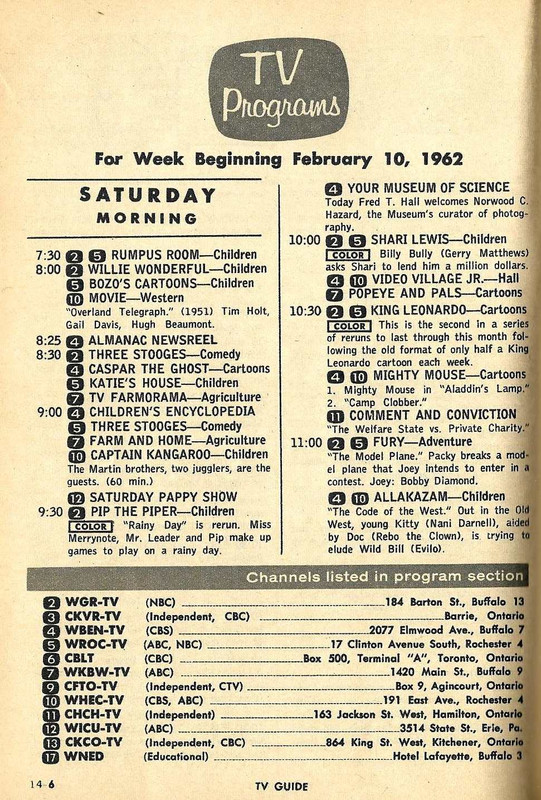 TV
Programs
For Week Beginning February 10, 1962
SATURDAY
MORNING
7:30 2 5 RUMPUS ROOM—Children
8:00 2 WILLIE WONDERFUL—Children
5 BOZO'S CARTOONS—Children
10 MOVIE—Western
"Overland Telegraph." (1951) Tim Holt,
Gail Davis, Hugh Beaumont.
8:25 4 ALMANAC NEWSREEL
8:30 2 THREE STOOGES—Comedy
4 CASPAR THE GHOST—Cartoons
5 KATIE'S HOUSE—Children
7 TV FARMORAMA—Agriculture
9:00 4 CHILDREN'S ENCYCLOPEDIA
5 THREE STOOGES—Comedy
7 FARM AND HOME—Agriculture
10 CAPTAIN KANGAROO—Children
The Martin brothers, two jugglers, are the
guests. (60 min.)
12 SATURDAY PAPPY SHOW
9:30 2 PIP THE PIPER—Children
COLOR "Rainy Day" is rerun. Miss
Merrynote, Mr. Leader and Pip make up
games to play on a rainy day.
4 YOUR MUSEUM OF SCIENCE
Today Fred T. Hall welcomes Norwood C.
Hazard, the Museum's curator of photog-
raphy.
10:00 2 5 SHARI LEWIS—Children
COLOR Billy Bully (Gerry Matthews)
asks Shari to lend him a million dollars.
4 10 VIDEO VILLAGE JR.—Hall
7 POPEYE AND PALS—Cartoons
10:30 2 5 KING LEONARDO—Cartoons
COLOR This is the second in a series
of reruns to last through this month fol-
lowing the old format of only half a King
Leonardo cartoon each week.
4 10 MIGHTY MOUSE—Cartoons
1. Mighty Mouse in "Aladdin's Lamp."
2. "Camp Clobber."
11 COMMENT AND CONVICTION
"The Welfare State vs. Private Charity."
11:00 2 5 FURY—Adventure
"The Model Plane." Packy breaks a mod-
el plane that Joey intends to enter in a
contest. Joey: Bobby Diamond.
4 10 ALLAKAZAM—Children
"The Code of the West." Out in the Old
West, young Kitty (Nani Darnell), aided
by Doc (Rebo the Clown), is trying to
elude Wild Bill (Evilo).
Channels listed in program section
2 WGR-TV (NBC) 184 Barton St., Buffalo 13
3 CKVR-TV (Independent, CBC) Barrie, Ontario
4 WBEN-TV (CBS) 2077 Elmwood Ave., Buffalo 7
5 WROC-TV (ABC, NBC) 17 Clinton Avenue South, Rochester 4
6 CBLT (CBC) Box 500, Terminal "A", Toronto, Ontario
7 WKBW-TV (ABC) 1420 Main St., Buffalo 9
9 CFTO-TV (Independent, CTV) Box 9, Agincourt, Ontario
10 WHEC-TV (CBS, ABC) 191 East Ave., Rochester 4
11 CHCH-TV (Independent) 163 Jackson St. West, Hamilton, Ontario
12 WICU-TV (ABC) 3514 State St., Erie, Pa.
13 CKCO-TV (Independent, CBC) 864 King St. West, Kitchener, Ontario
17 WNED (Educational) Hotel Lafayette, Buffalo 3
14-6 TV GUIDE